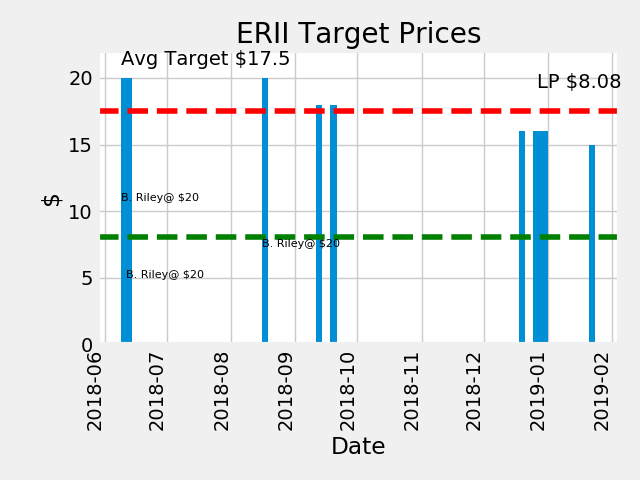 ERII Target Prices
Avg Target $17.5
LP $8.08
B. Riley@ $20
B. Riley@ $20
B. Riley@ $20
$
20
15
10
5
0
2018-06
2018-07
2018-08
2018-09
2018-10
2018-11
2018-12
2019-01
2019-02
Date